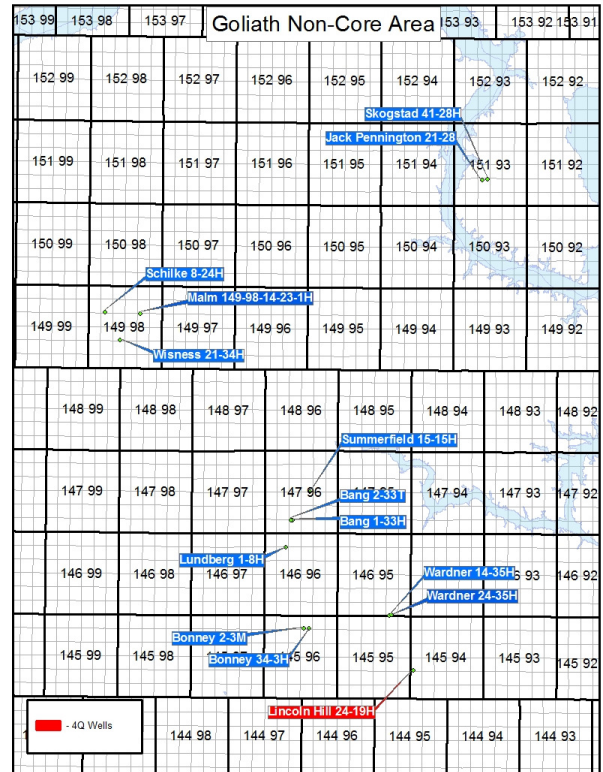 153 99 153 98 153 97 Goliath Non-Core Area 153 93 153 92 153 91
152 99 152 98 152 97 152 96 152 95 152 94 152 93 152 92
Skogstad 41-28H
Jack Pennington 21-28
151 99 151 98 151 97 151 96 151 95 151 94 151 93 151 92
150 99 150 98 150 97 150 96 150 95 150 94 150 93 150 92
Schilke 8-24H
Malm 149-98-14-23-1H
149 99 149 98 149 97 149 96 149 95 149 94 149 93 149 92
Wisness 21-34H
148 99 148 98 148 97 148 96 148 95 148 94 148 93 148 92
Summerfield 15-15H
147 99 147 98 147 97 147 96 147 94 147 93 147 92
Bang 2-33T
Bang 1-33H
Lundberg 1-8H
146 99 146 98 146 97 146 96 146 95 Wardner 14-35H 93 146 92
Wardner 24-35H
Bonney 2-3M
145 99 145 98 Bonney 34-3H 96 145 95 145 94 145 93 145 92
Lincoln Hill 24-19H
- 4Q Wells
144 98 144 97 144 96 144 95 144 94 144 93